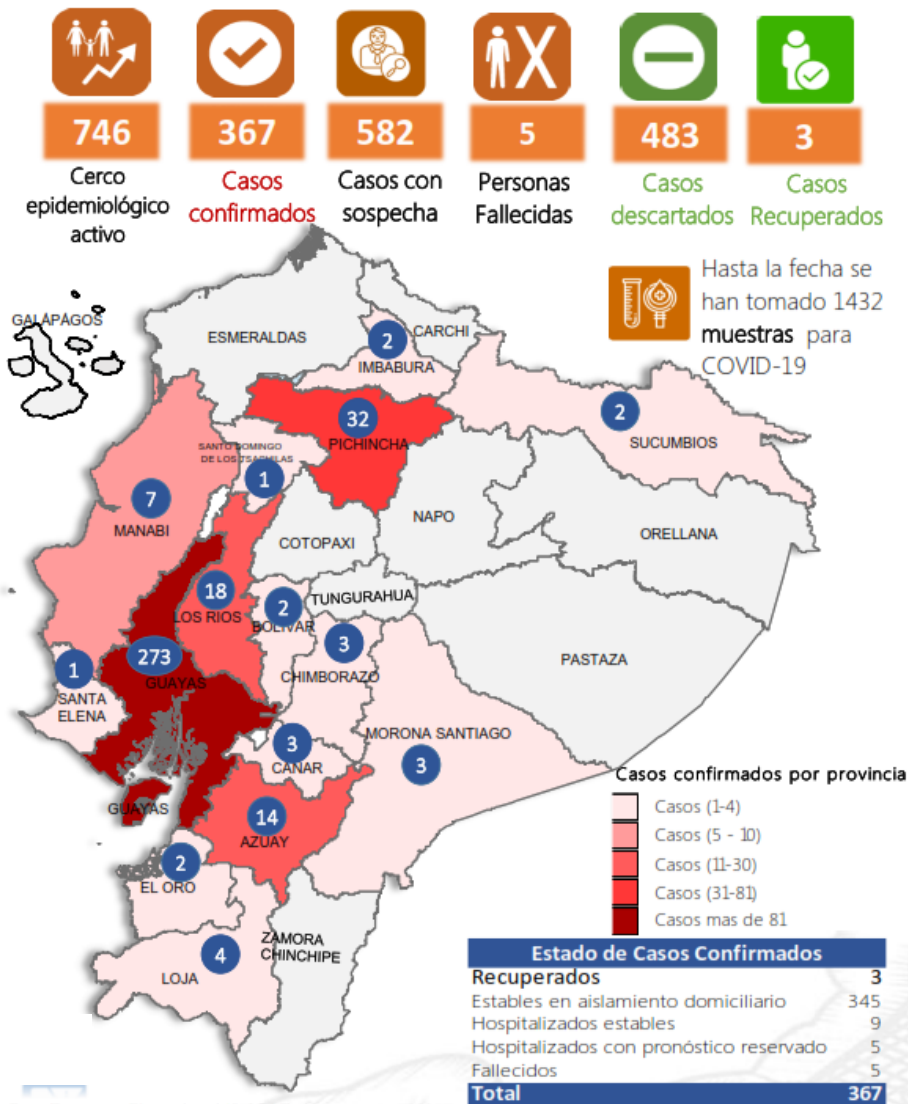 746
367
582
5
483
3
Cerco
epidemiológico
activo
Casos
confirmados
Casos con
sospecha
Personas
Fallecidas
Casos
descartados
Casos
Recuperados
Hasta la fecha se
han tomado 1432
muestras para
COVID-19
GALÁPAGOS
ESMERALDAS
CARCHI
2
IMBABURA
32
PICHINCHA
2
SUCUMBIOS
SANTO DOMINGO
DE LOS TSACHILAS
1
7
MANABI
NAPO
ORELLANA
COTOPAXI
18
LOS RIOS
TUNGURAHUA
2
BOLIVAR
3
CHIMBORAZO
PASTAZA
273
GUAYAS
1
SANTA
ELENA
MORONA SANTIAGO
3
3
CAÑAR
GUAYAS
14
AZUAY
2
EL ORO
ZAMORA
CHINCHIPE
4
LOJA
Casos confirmados por provincia
Casos (1-4)
Casos (5 - 10)
Casos (11-30)
Casos (31-81)
Casos mas de 81
Estado de Casos Confirmados
Recuperados 3
Estables en aislamiento domiciliario 345
Hospitalizados estables 9
Hospitalizados con pronóstico reservado 5
Fallecidos 5
Total 367